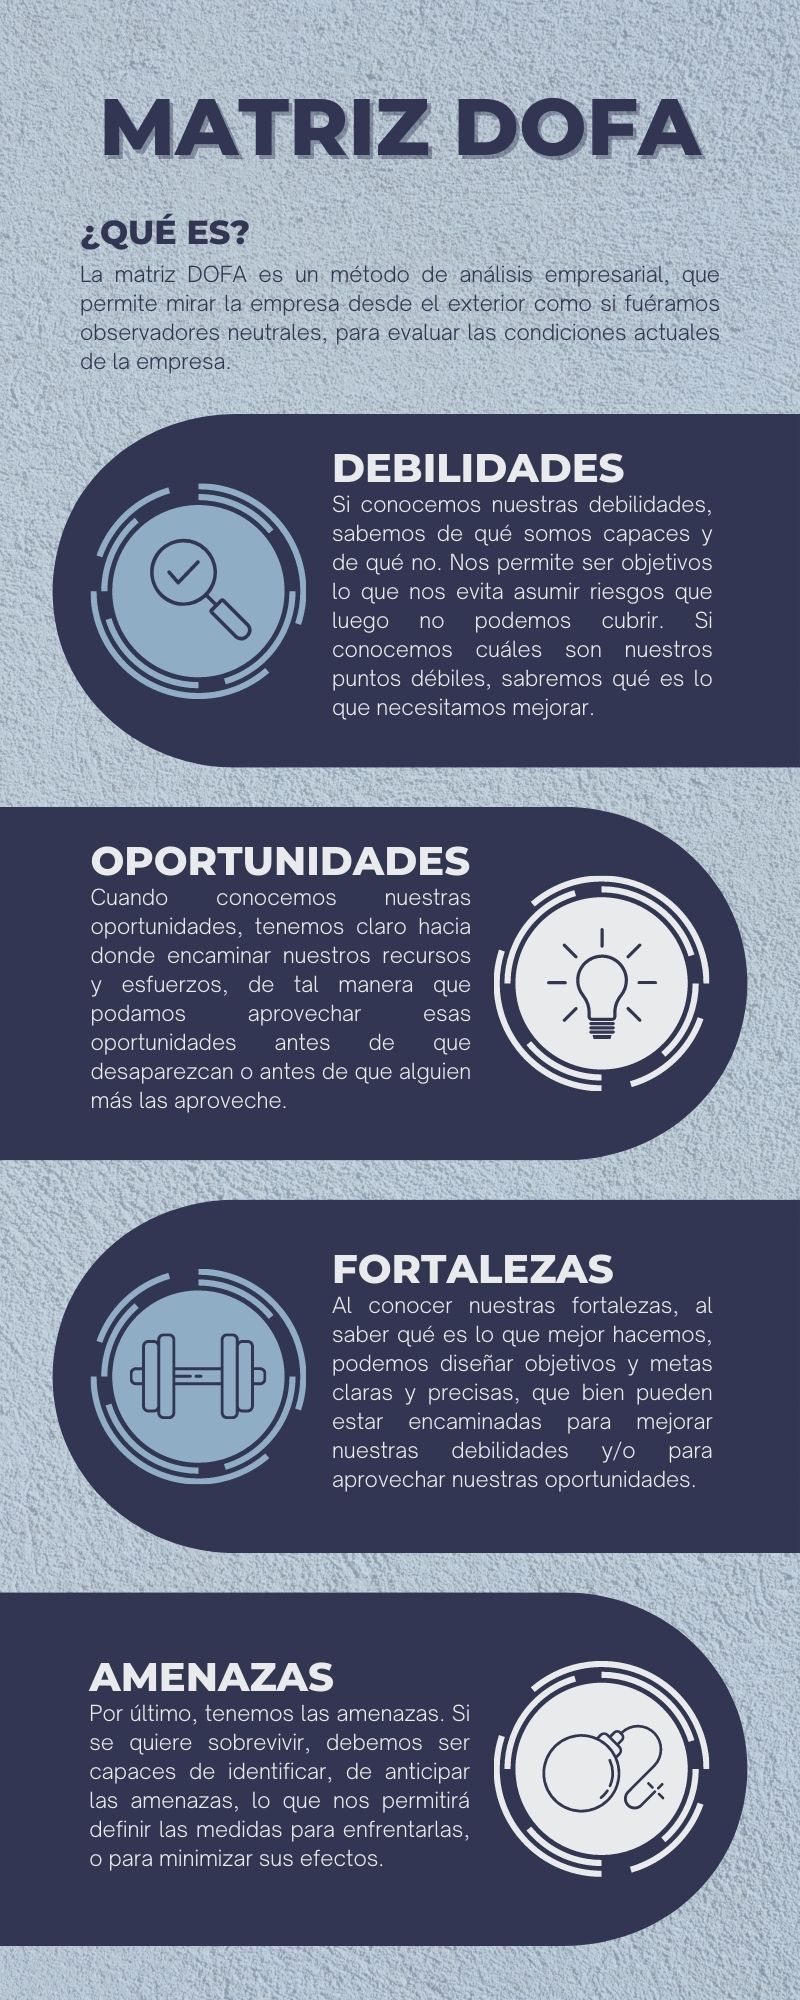 MATRIZ DOFA
¿QUÉ ES?
La matriz DOFA es un método de análisis empresarial, que
permite mirar la empresa desde el exterior como si fuéramos
observadores neutrales, para evaluar las condiciones actuales
de la empresa.
DEBILIDADES
Si conocemos nuestras debilidades,
sabemos de qué somos capaces y
de qué no. Nos permite ser objetivos
lo que nos evita asumir riesgos que
luego no podemos cubrir. Si
conocemos cuáles son nuestros
puntos débiles, sabremos qué es lo
que necesitamos mejorar.
OPORTUNIDADES
Cuando conocemos nuestras
oportunidades, tenemos claro hacia
donde encaminar nuestros recursos
y esfuerzos, de tal manera que
podamos aprovechar esas
oportunidades antes de que
desaparezcan o antes de que alguien
más las aproveche.
FORTALEZAS
Al conocer nuestras fortalezas, al
saber qué es lo que mejor hacemos,
podemos diseñar objetivos y metas
claras y precisas, que bien pueden
estar encaminadas para mejorar
nuestras debilidades y/o para
aprovechar nuestras oportunidades.
AMENAZAS
Por último, tenemos las amenazas. Si
se quiere sobrevivir, debemos ser
capaces de identificar, de anticipar
las amenazas, lo que nos permitirá
definir las medidas para enfrentarlas,
o para minimizar sus efectos.